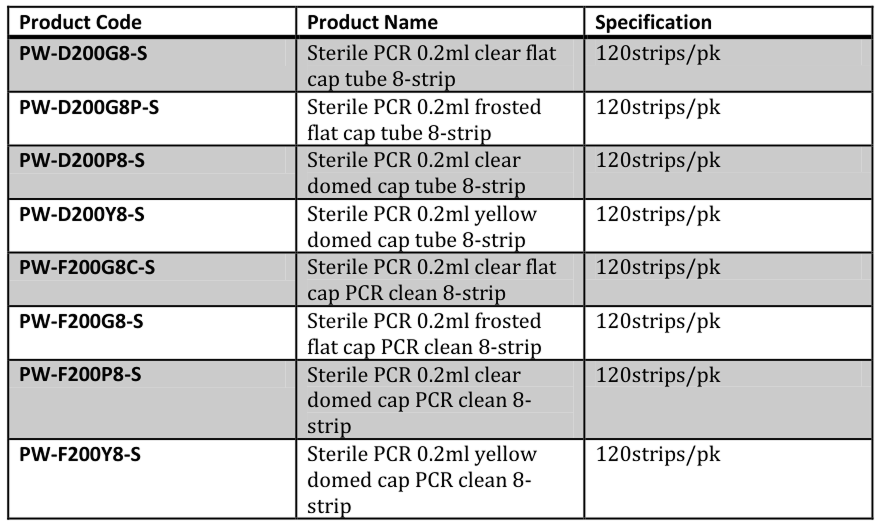 Product Code Product Name Specification
PW-D200G8-S Sterile PCR 0.2ml clear flat 120strips/pk
cap tube 8-strip
PW-D200G8P-S Sterile PCR 0.2ml frosted 120strips/pk
flat cap tube 8-strip
PW-D200P8-S Sterile PCR 0.2ml clear 120strips/pk
domed cap tube 8-strip
PW-D200Y8-S Sterile PCR 0.2ml yellow 120strips/pk
domed cap tube 8-strip
PW-F200G8C-S Sterile PCR 0.2ml clear flat 120strips/pk
cap PCR clean 8-strip
PW-F200G8-S Sterile PCR 0.2ml frosted 120strips/pk
flat cap PCR clean 8-strip
PW-F200P8-S Sterile PCR 0.2ml clear 120strips/pk
domed cap PCR clean 8-
strip
PW-F200Y8-S Sterile PCR 0.2ml yellow 120strips/pk
domed cap PCR clean 8-
strip